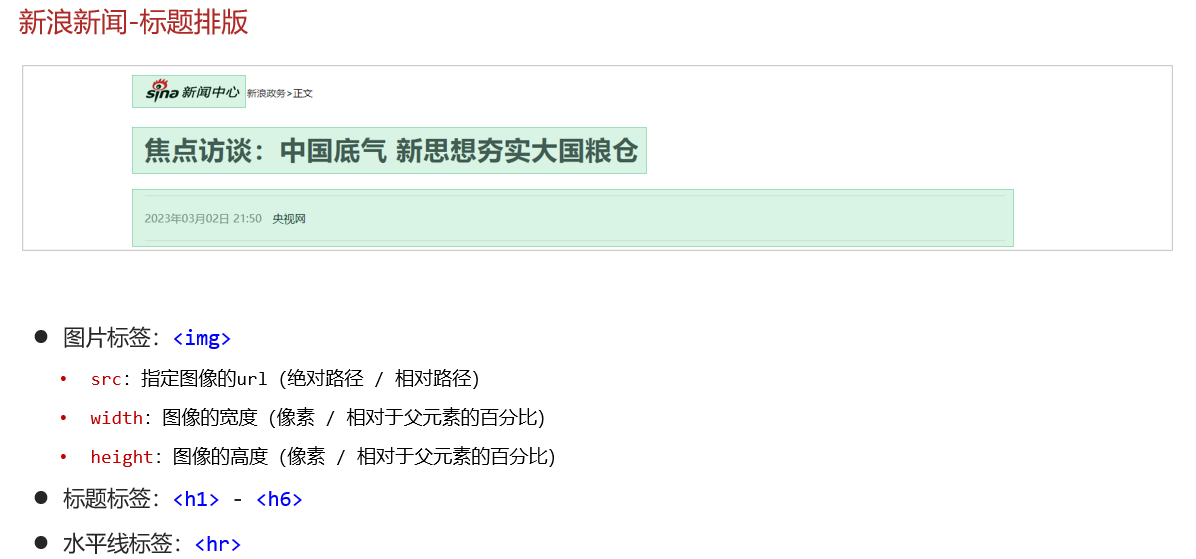 新浪新闻-标题排版
sina 新闻中心 新浪政务>正文
焦点访谈：中国底气 新思想夯实大国粮仓
2023年03月02日 21:50 央视网
● 图片标签：<img>
• src：指定图像的url（绝对路径 / 相对路径）
• width：图像的宽度（像素 / 相对于父元素的百分比）
• height：图像的高度（像素 / 相对于父元素的百分比）
● 标题标签：<h1> - <h6>
● 水平线标签：<hr>